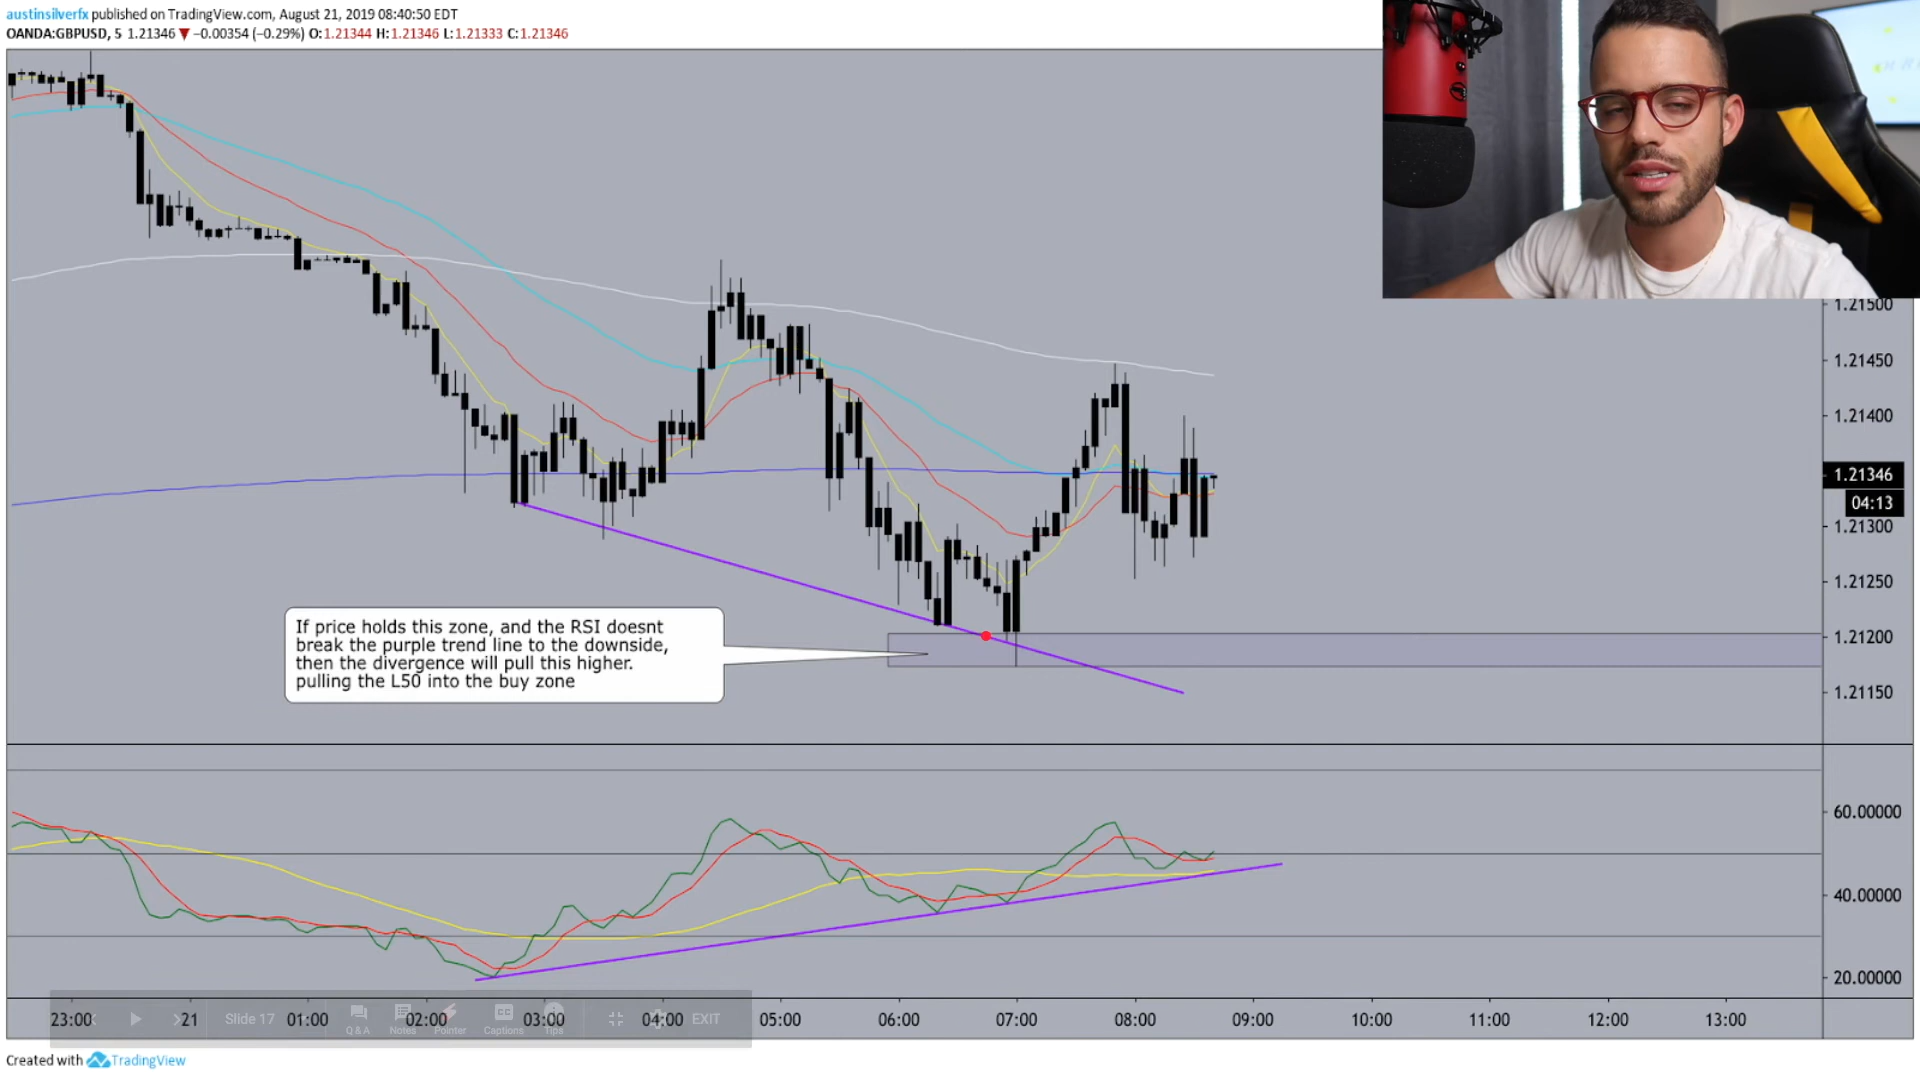 austinsilverfx published on TradingView.com, August 21, 2019 08:40:50 EDT
OANDA:GBPUSD, 5 1.21346 ▼ −0.00354 (−0.29%) O:1.21344 H:1.21346 L:1.21333 C:1.21346
1.21500
1.21450
1.21400
1.21346
04:13
1.21300
1.21250
1.21200
1.21150
If price holds this zone, and the RSI doesnt
break the purple trend line to the downside,
then the divergence will pull this higher.
pulling the L50 into the buy zone
60.00000
40.00000
20.00000
23:00 21 01:00 02:00 03:00 04:00 05:00 06:00 07:00 08:00 09:00 10:00 11:00 12:00 13:00
Slide 17
Q & A Notes Pointer Captions Tips
EXIT
Created with TradingView